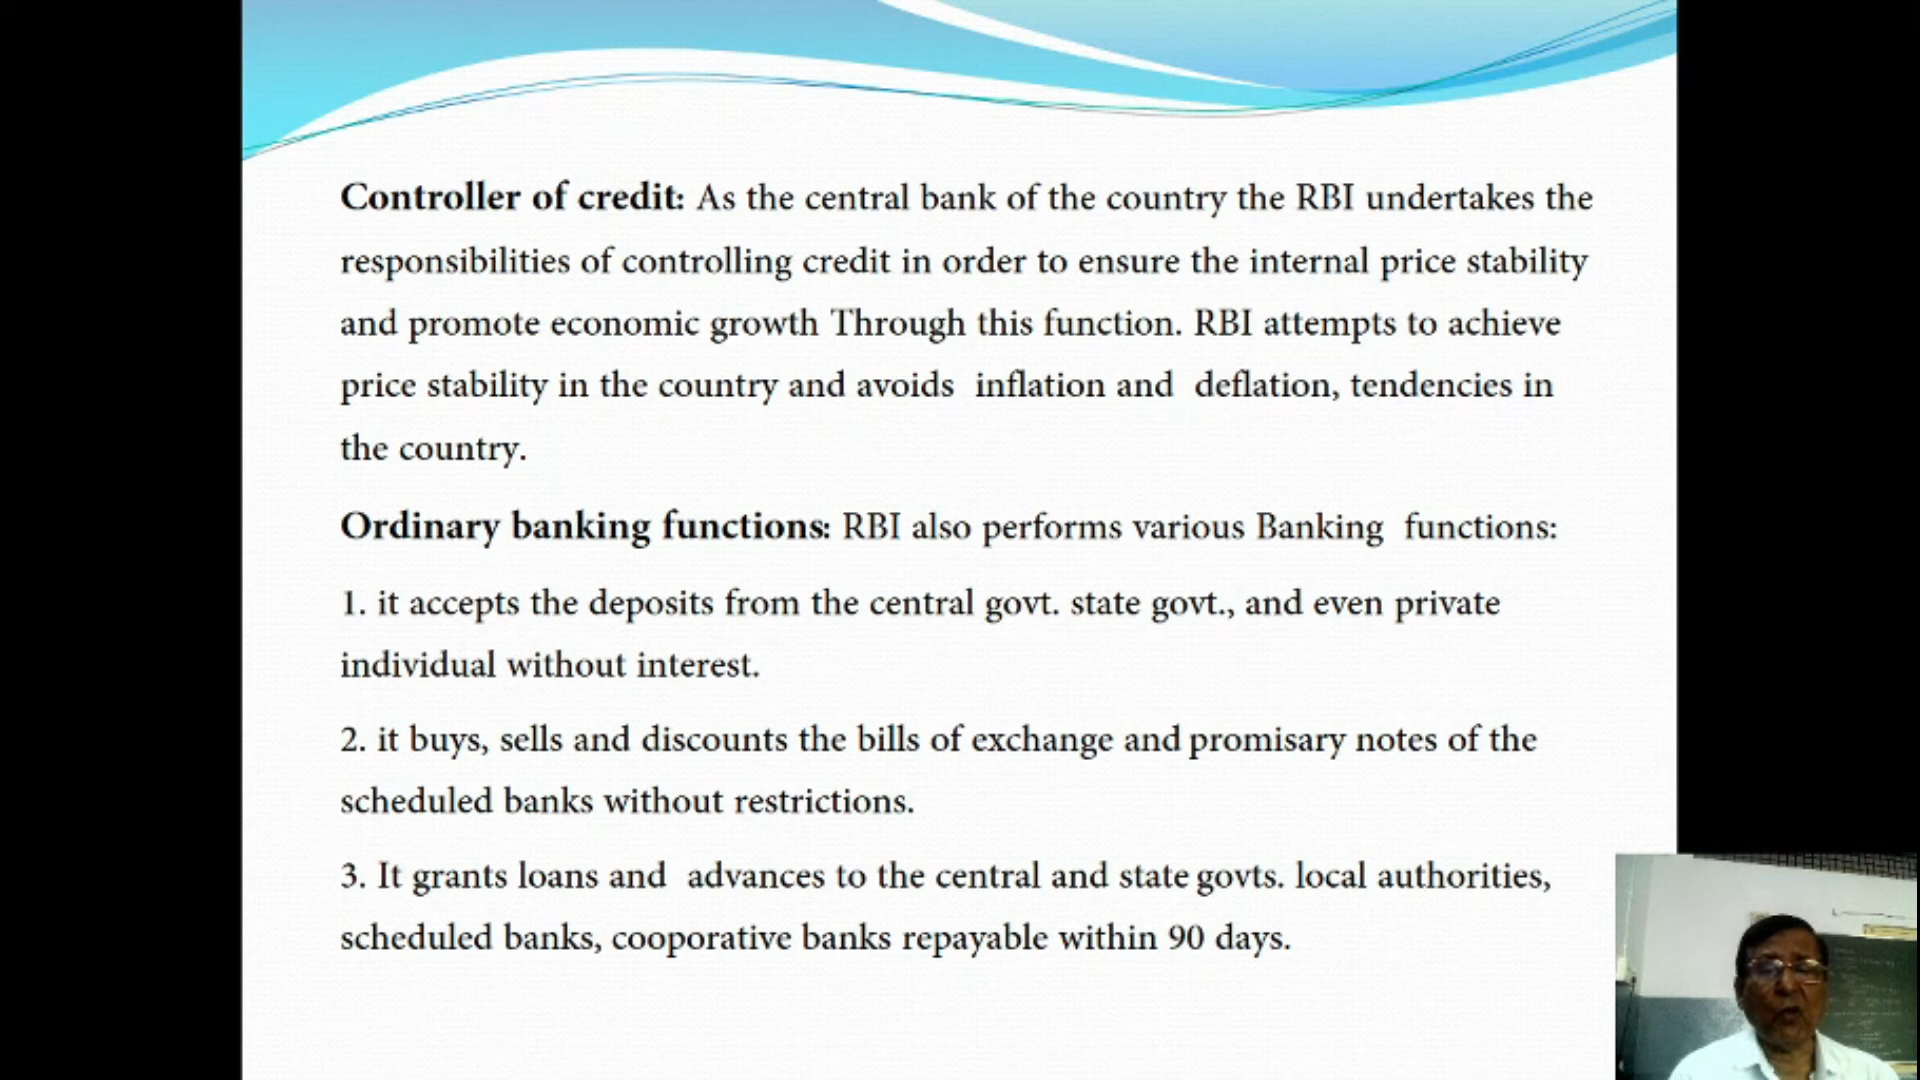 Controller of credit: As the central bank of the country the RBI undertakes the
responsibilities of controlling credit in order to ensure the internal price stability
and promote economic growth Through this function. RBI attempts to achieve
price stability in the country and avoids inflation and deflation, tendencies in
the country.
Ordinary banking functions: RBI also performs various Banking functions:
1. it accepts the deposits from the central govt. state govt., and even private
individual without interest.
2. it buys, sells and discounts the bills of exchange and promisary notes of the
scheduled banks without restrictions.
3. It grants loans and advances to the central and state govts. local authorities,
scheduled banks, cooporative banks repayable within 90 days.